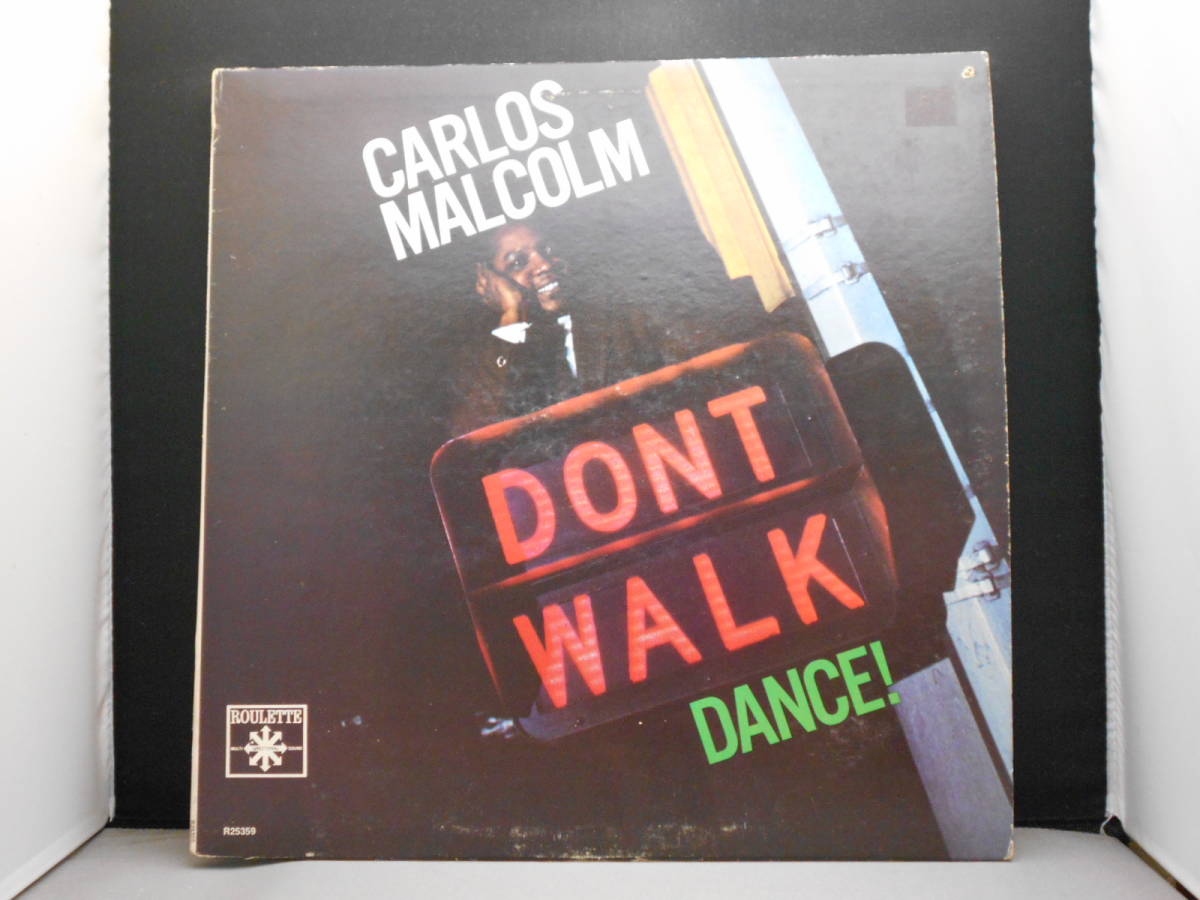 CARLOS
MALCOLM
DONT
WALK
DANCE!
ROULETTE
R25359